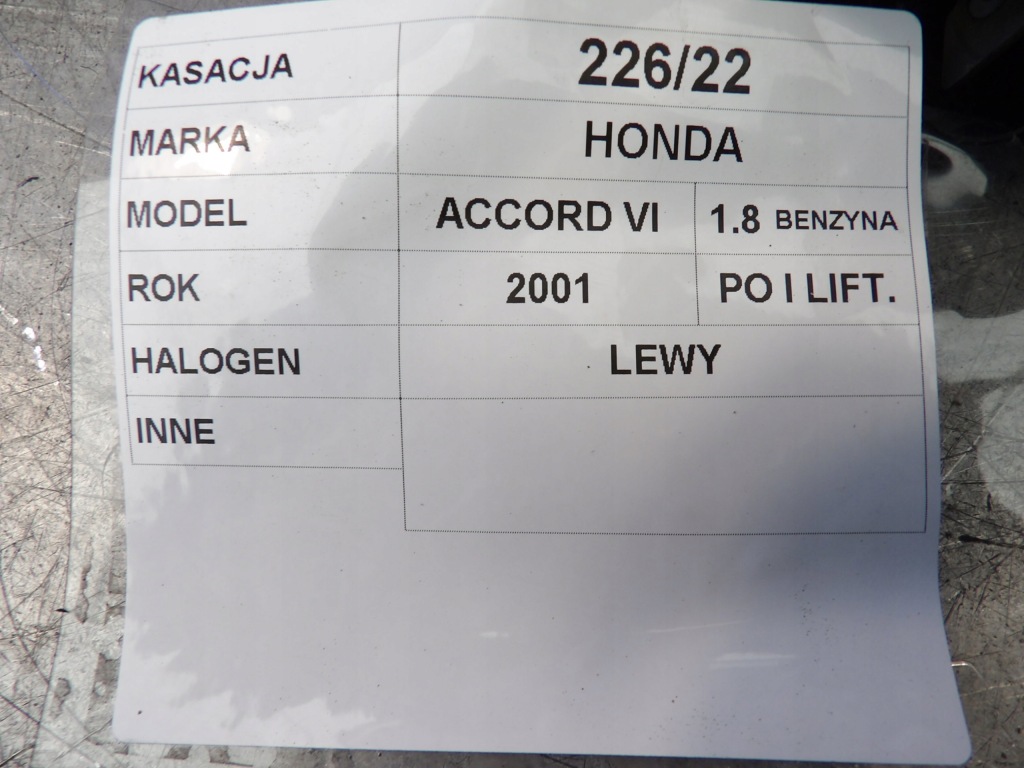 KASACJA 226/22
MARKA HONDA
MODEL ACCORD VI 1.8 BENZYNA
ROK 2001 PO I LIFT.
HALOGEN LEWY
INNE